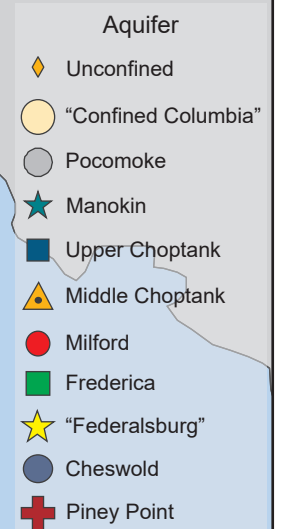 Aquifer
Unconfined
“Confined Columbia”
Pocomoke
Manokin
Upper Choptank
Middle Choptank
Milford
Frederica
“Federalsburg”
Cheswold
Piney Point